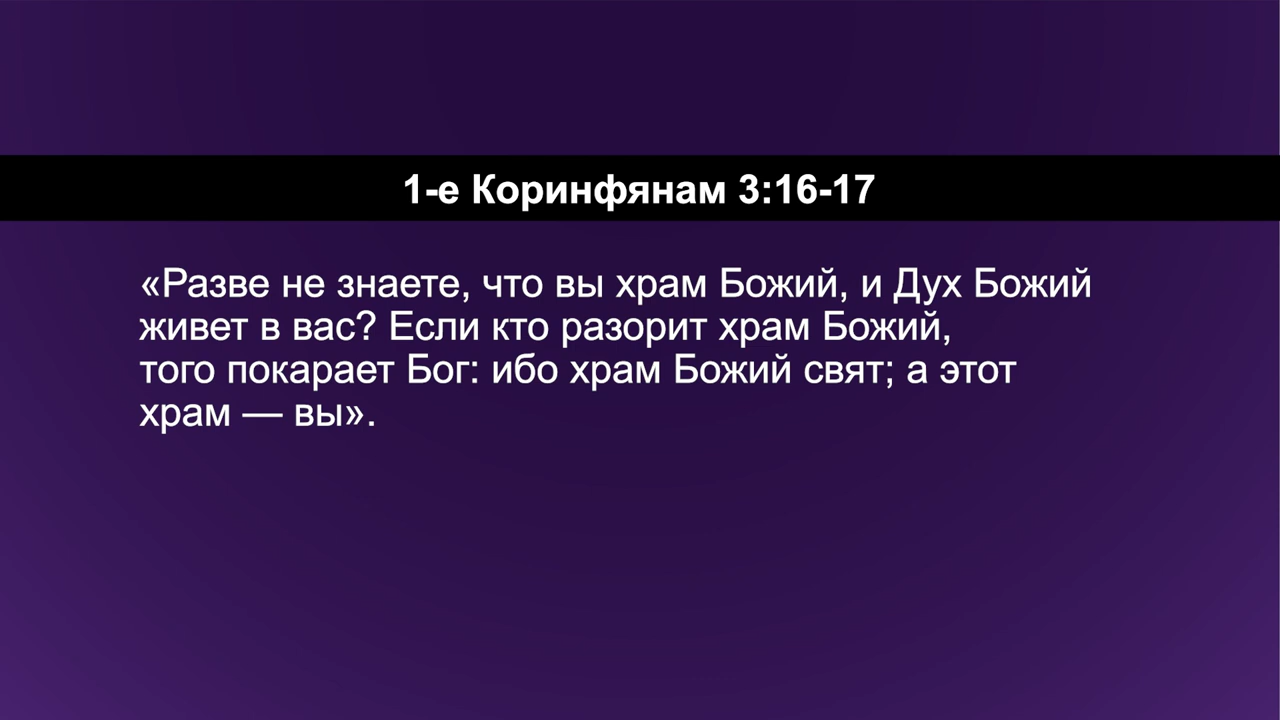 1-е Коринфянам 3:16-17
«Разве не знаете, что вы храм Божий, и Дух Божий
живет в вас? Если кто разорит храм Божий,
того покарает Бог: ибо храм Божий свят; а этот
храм — вы».